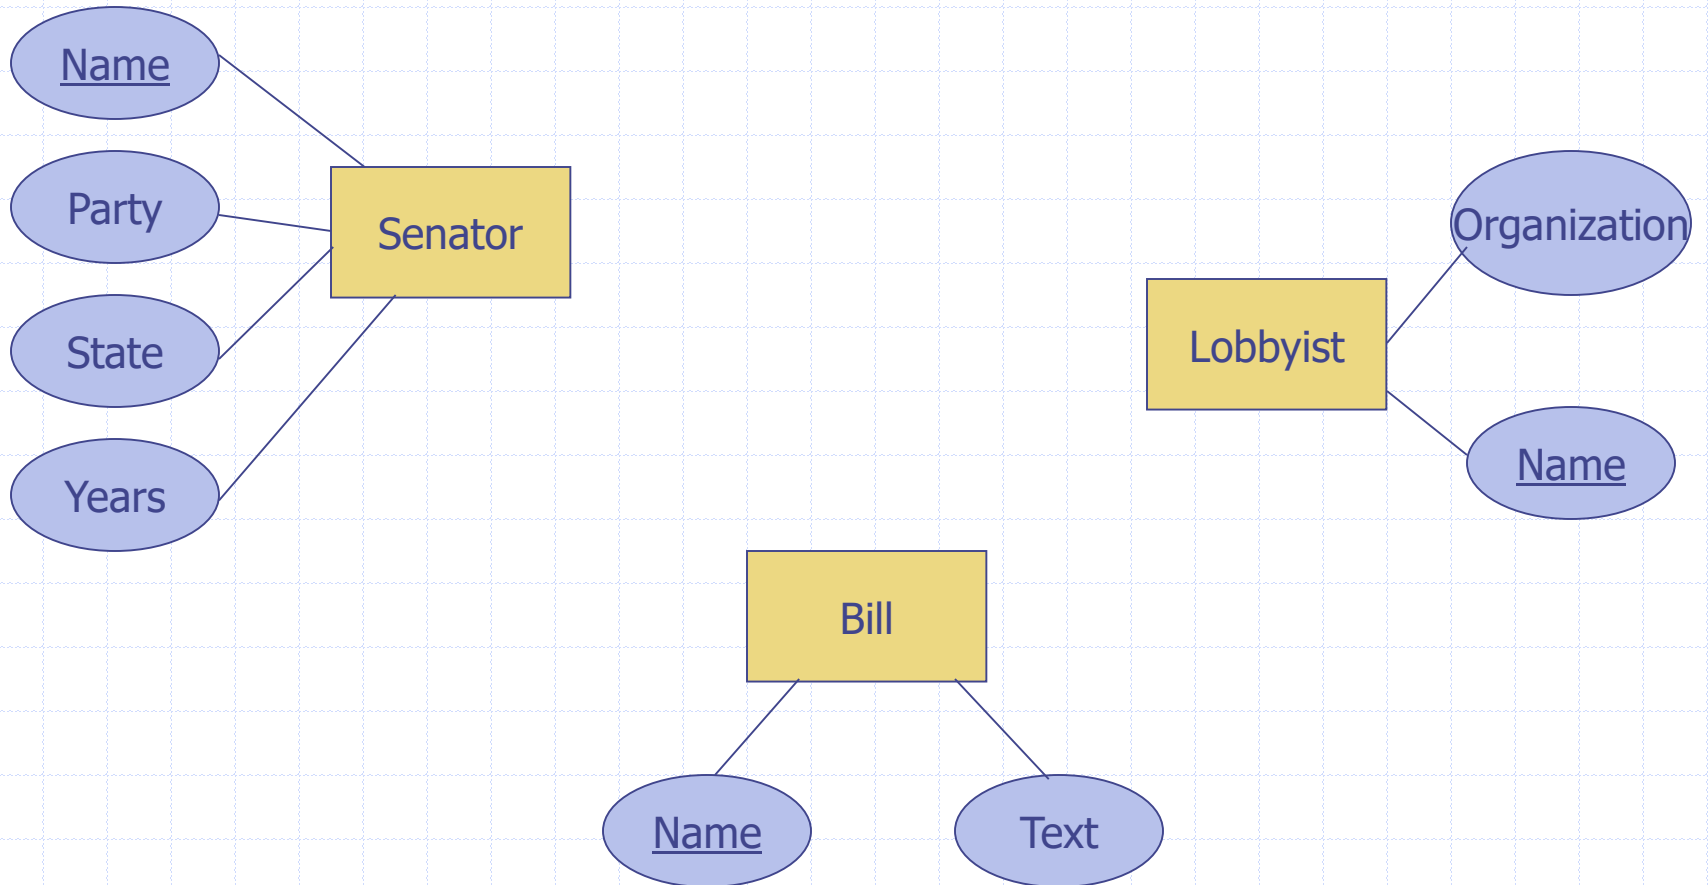 Name
Party
State
Years
Senator
Organization
Lobbyist
Name
Bill
Name
Text